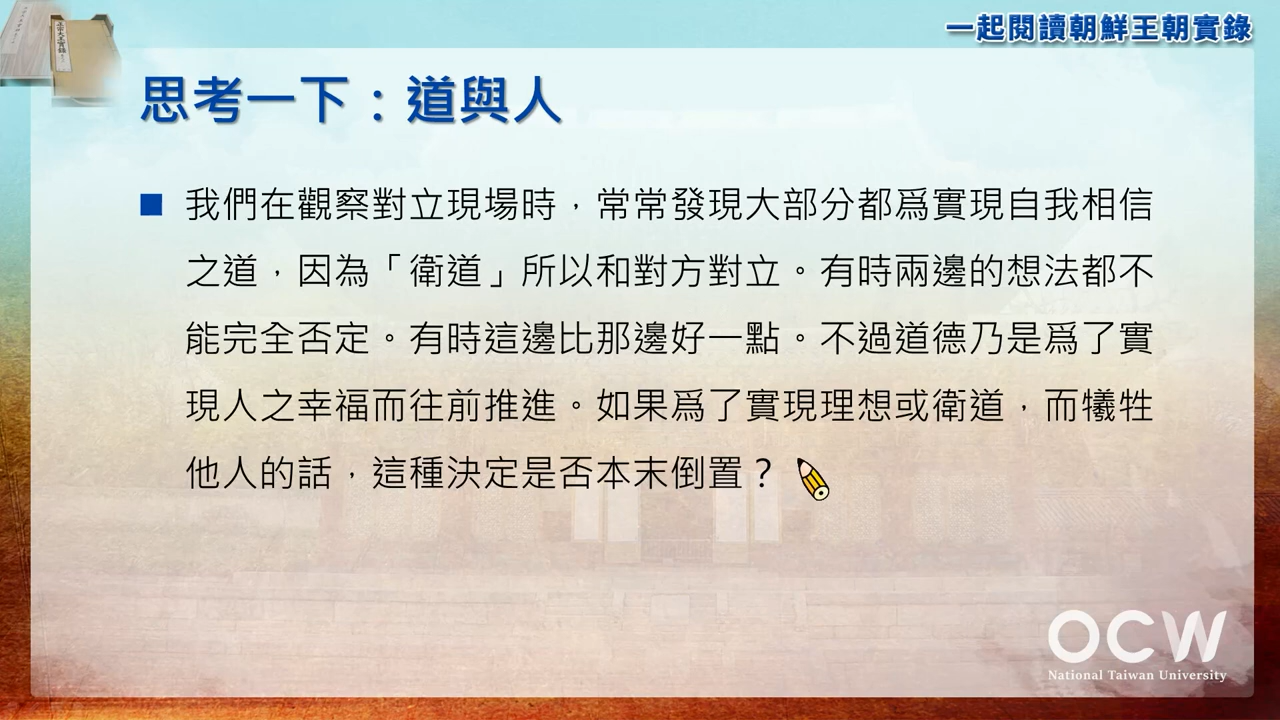 一起閱讀朝鮮王朝實錄
思考一下：道與人
我們在觀察對立現場時，常常發現大部分都爲實現自我相信
之道，因為「衛道」所以和對方對立。有時兩邊的想法都不
能完全否定。有時這邊比那邊好一點。不過道德乃是爲了實
現人之幸福而往前推進。如果爲了實現理想或衛道，而犧牲
他人的話，這種決定是否本末倒置？
OCW
National Taiwan University